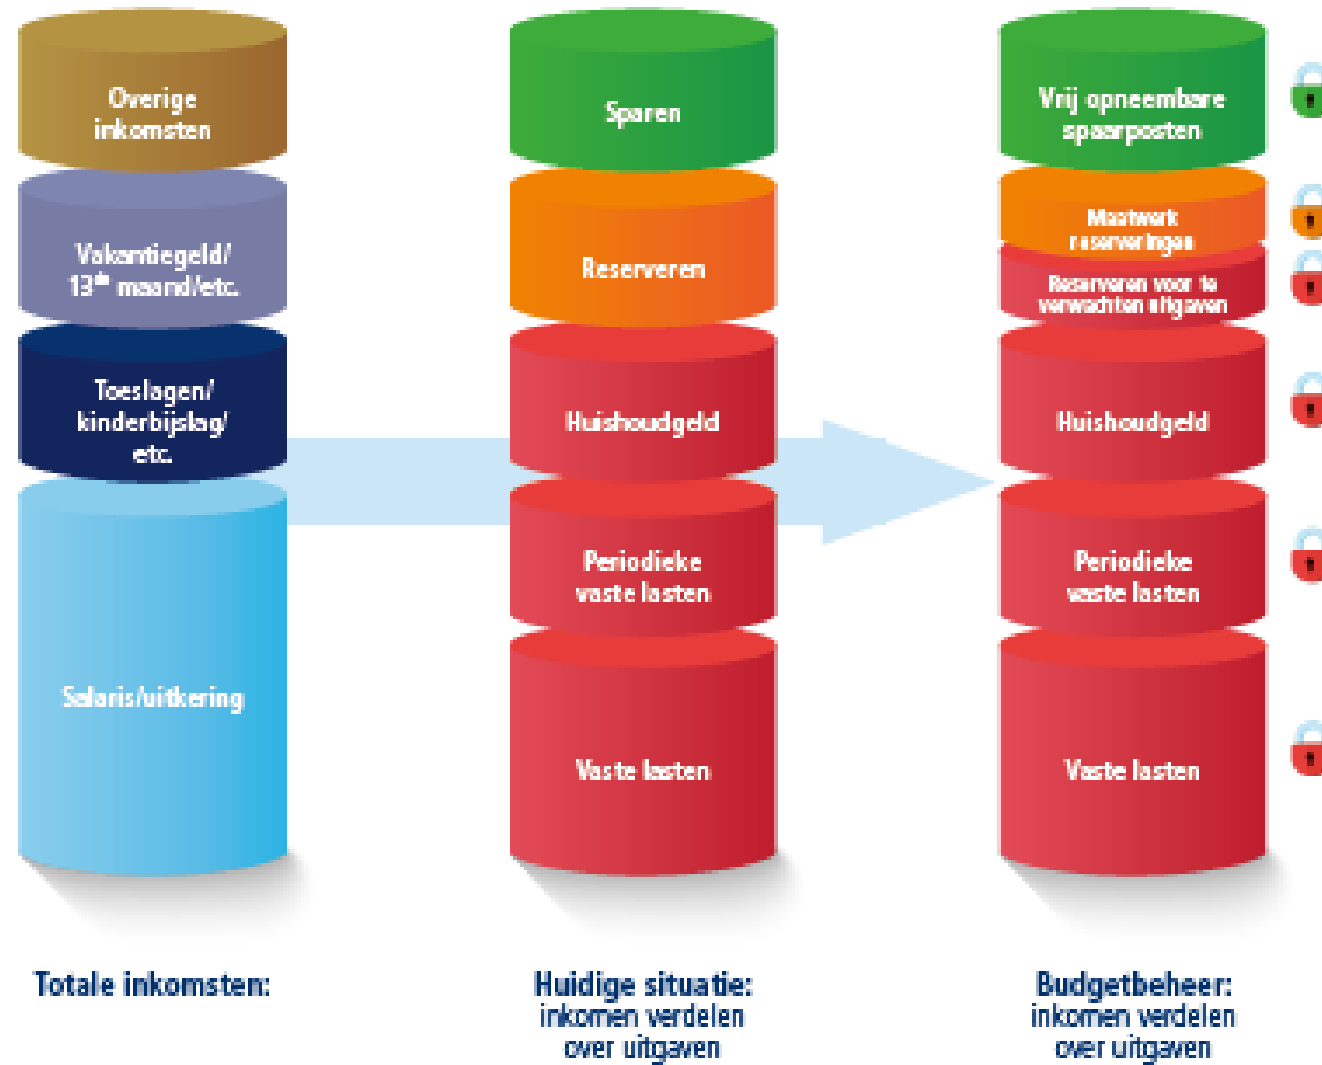 Overige
inkomsten
Vakantiegeld/
13de maand/etc.
Toeslagen/
kinderbijslag/
etc.
Salaris/uitkering
Totale inkomsten:
Sparen
Reserveren
Huishoudgeld
Periodieke
vaste lasten
Vaste lasten
Huidige situatie:
inkomen verdelen
over uitgaven
Vrij opneembare
spaarposten
Maatwerk
reserveringen
Reserveren voor te
verwachten uitgaven
Huishoudgeld
Periodieke
vaste lasten
Vaste lasten
Budgetbeheer:
inkomen verdelen
over uitgaven